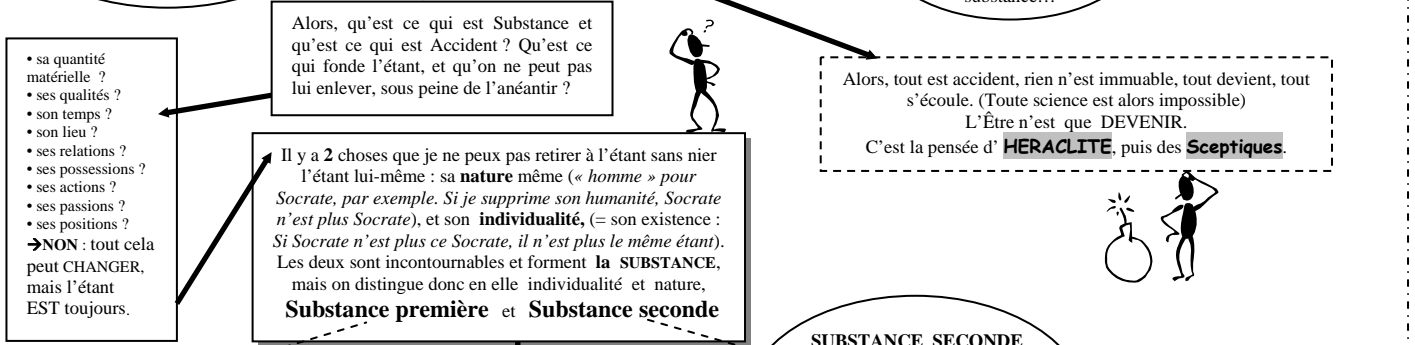 substance…
Alors, qu'est ce qui est Substance et
qu'est ce qui est Accident ? Qu'est ce
qui fonde l'étant, et qu'on ne peut pas
lui enlever, sous peine de l'anéantir ?
?
• sa quantité
matérielle ?
• ses qualités ?
• son temps ?
• son lieu ?
• ses relations ?
• ses possessions ?
• ses actions ?
• ses passions ?
• ses positions ?
➔NON : tout cela
peut CHANGER,
mais l'étant
EST toujours.
Alors, tout est accident, rien n'est immuable, tout devient, tout
s'écoule. (Toute science est alors impossible)
L'Être n'est que DEVENIR.
C'est la pensée d' HERACLITE, puis des Sceptiques.
Il y a 2 choses que je ne peux pas retirer à l'étant sans nier
l'étant lui-même : sa nature même (« homme » pour
Socrate, par exemple. Si je supprime son humanité, Socrate
n'est plus Socrate), et son individualité, (= son existence :
Si Socrate n'est plus ce Socrate, il n'est plus le même étant).
Les deux sont incontournables et forment la SUBSTANCE,
mais on distingue donc en elle individualité et nature,
Substance première et Substance seconde
SUBSTANCE SECONDE